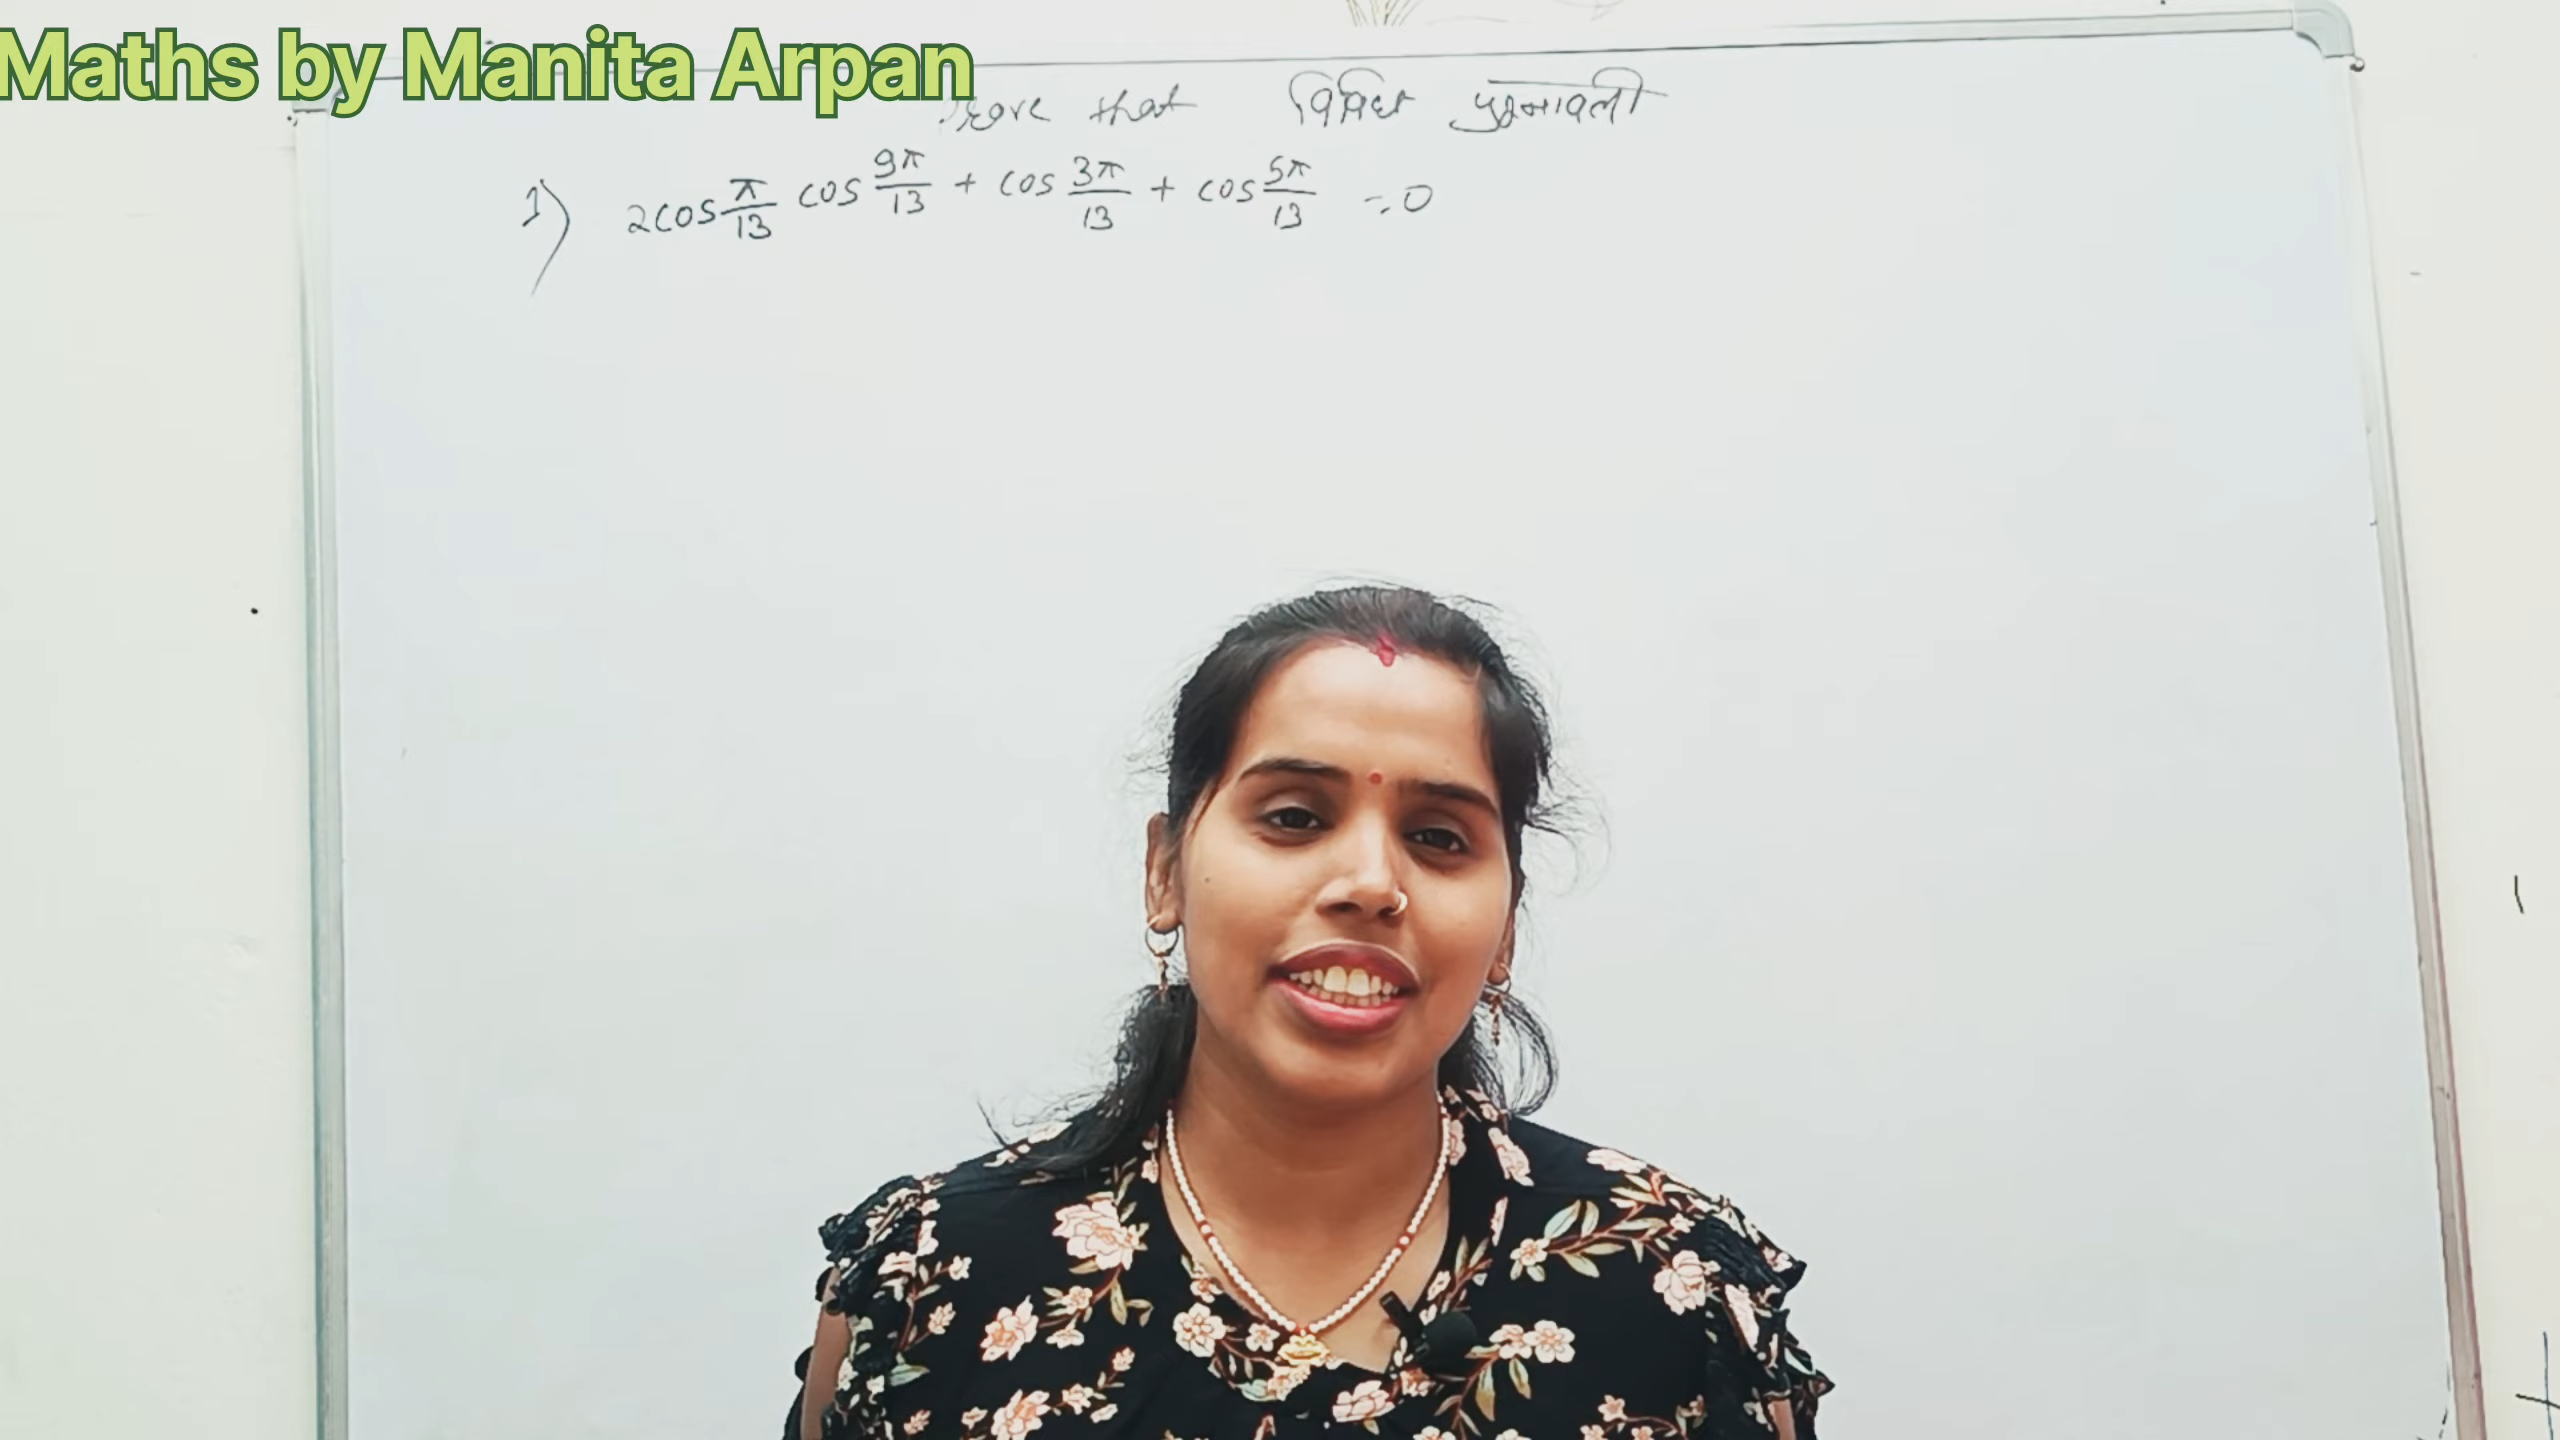 Maths by Manita Arpan
Prove that विविध प्रश्नावली
1) 2cos π/13 cos 9π/13 + cos 3π/13 + cos 5π/13 = 0